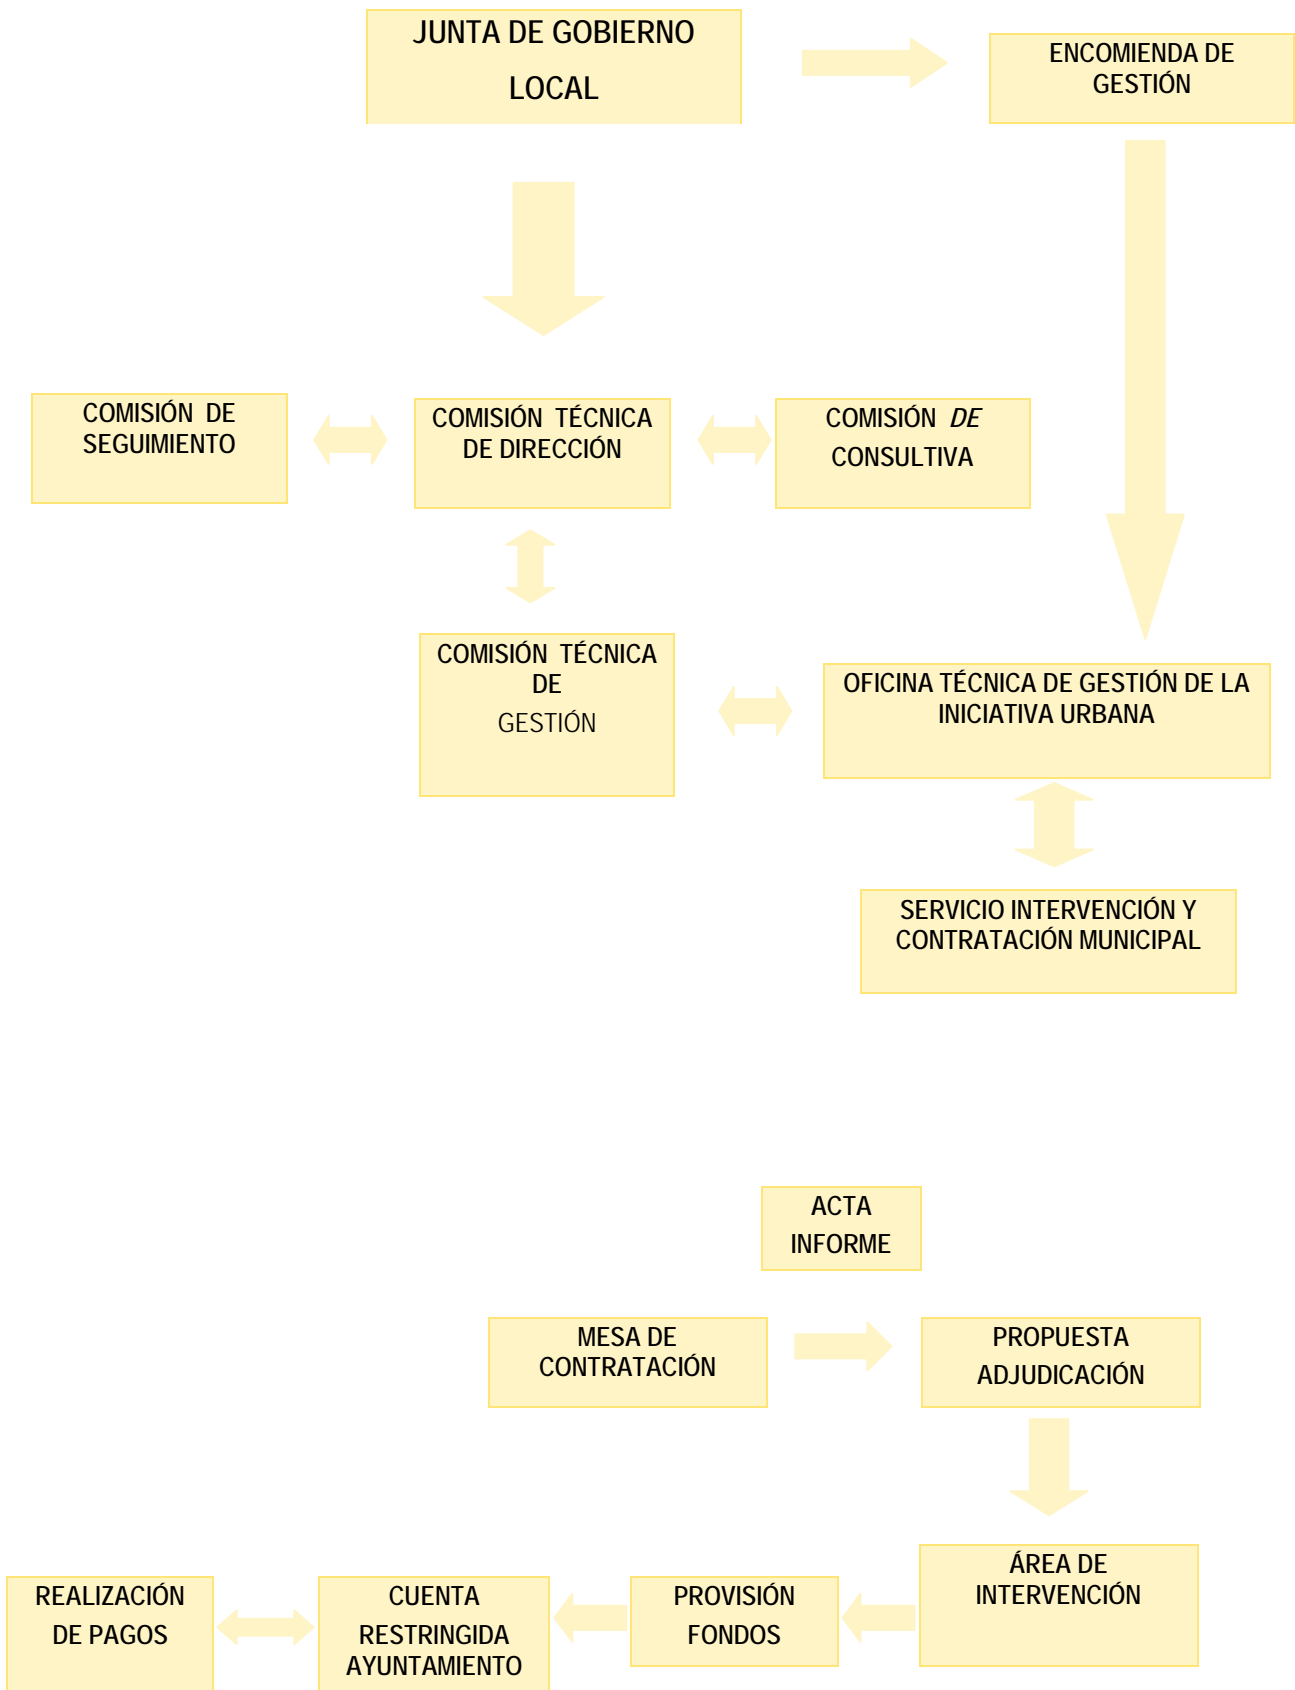 JUNTA DE GOBIERNO
LOCAL
ENCOMIENDA DE
GESTIÓN
COMISIÓN DE
SEGUIMIENTO
COMISIÓN TÉCNICA
DE DIRECCIÓN
COMISIÓN DE
CONSULTIVA
COMISIÓN TÉCNICA
DE
GESTIÓN
OFICINA TÉCNICA DE GESTIÓN DE LA
INICIATIVA URBANA
SERVICIO INTERVENCIÓN Y
CONTRATACIÓN MUNICIPAL
ACTA
INFORME
MESA DE
CONTRATACIÓN
PROPUESTA
ADJUDICACIÓN
ÁREA DE
INTERVENCIÓN
PROVISIÓN
FONDOS
CUENTA
RESTRINGIDA
AYUNTAMIENTO
REALIZACIÓN
DE PAGOS